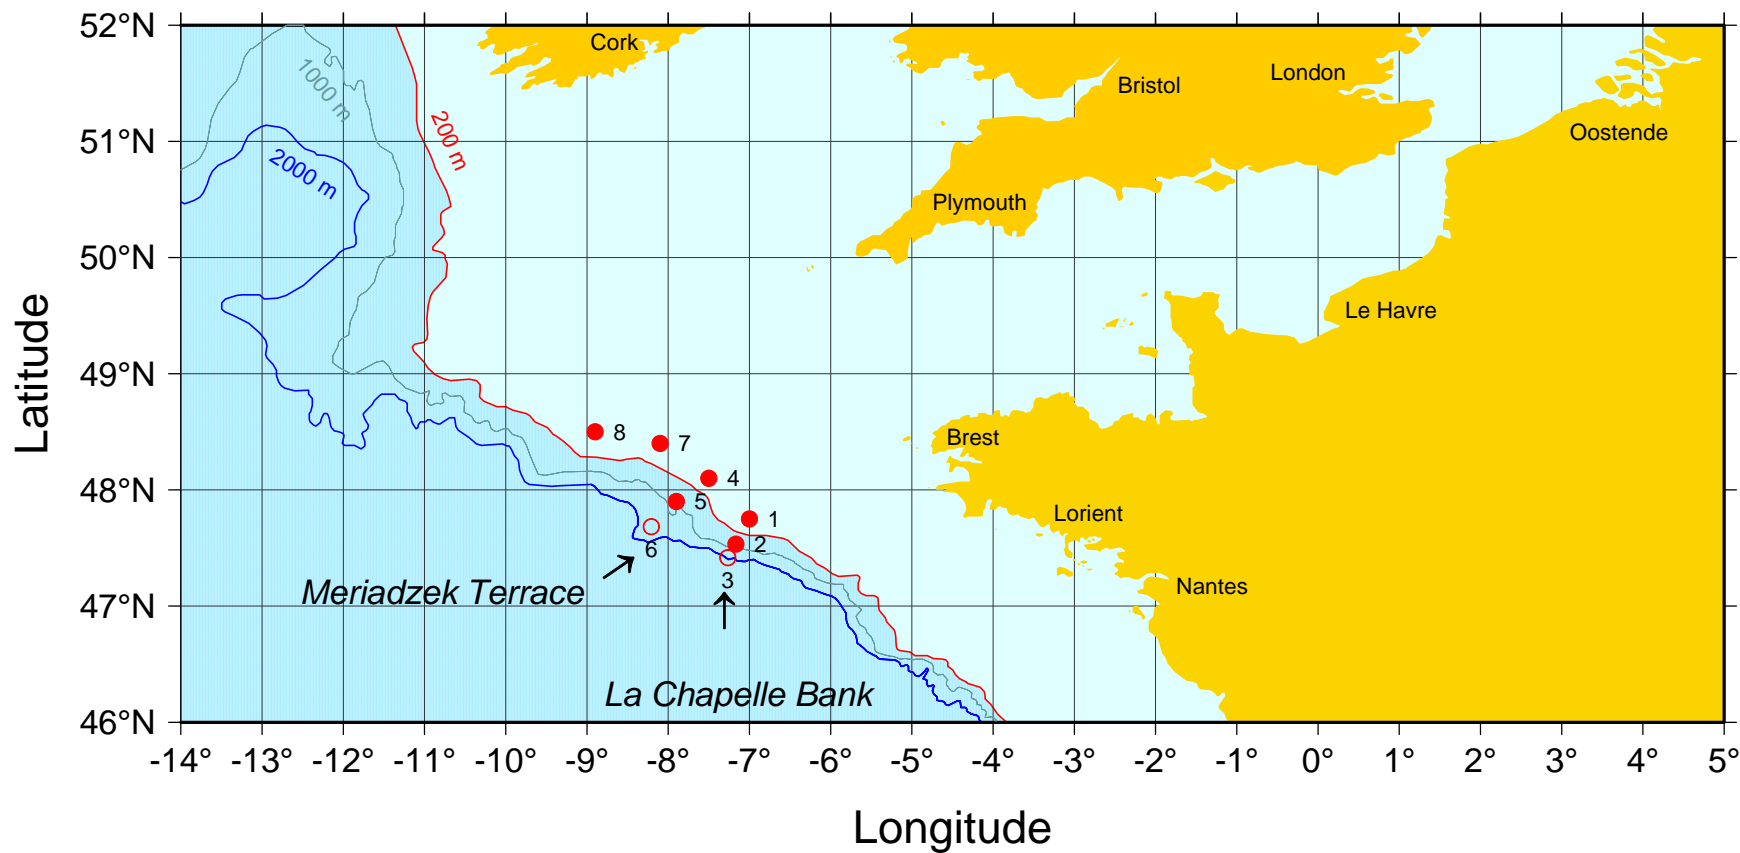 52°N
51°N
50°N
49°N
48°N
47°N
46°N
Latitude
Cork
Bristol
London
Oostende
Plymouth
Le Havre
Brest
Lorient
Nantes
1000 m
200 m
2000 m
8
7
4
5
1
2
6
3
Meriadzek Terrace
La Chapelle Bank
-14° -13° -12° -11° -10° -9° -8° -7° -6° -5° -4° -3° -2° -1° 0° 1° 2° 3° 4° 5°
Longitude